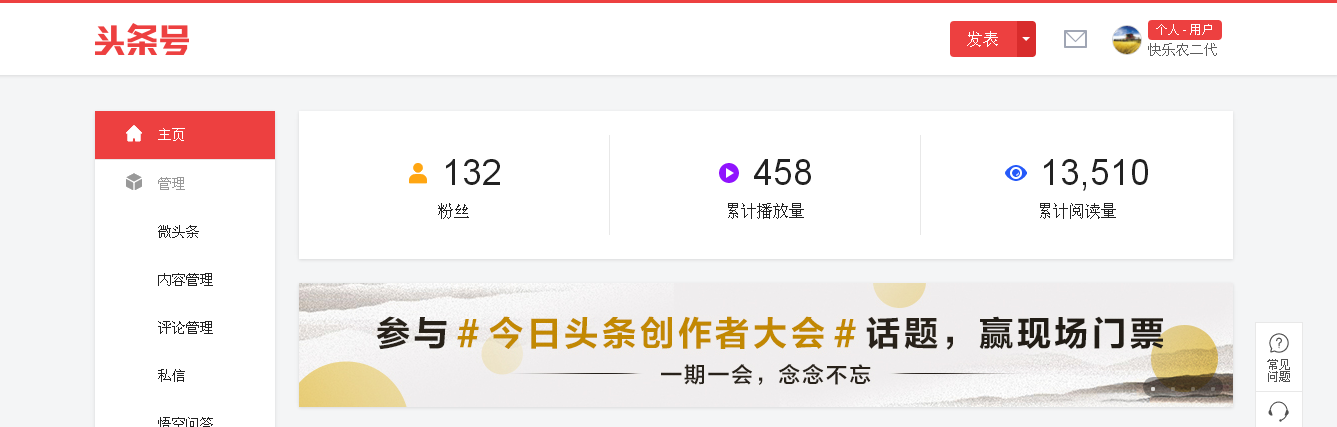 头条号
发表
个人 - 用户
快乐农二代
主页
管理
微头条
内容管理
评论管理
私信
悟空问答
132
粉丝
458
累计播放量
13,510
累计阅读量
参与#今日头条创作者大会#话题，赢现场门票
一期一会，念念不忘
常见
问题